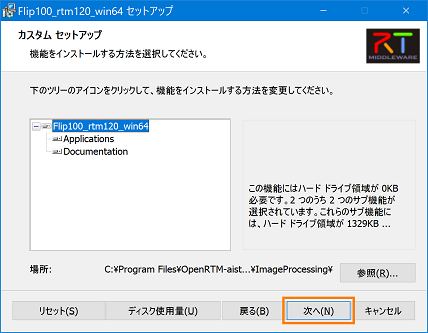 Flip100_rtm120_win64 セットアップ
カスタム セットアップ
機能をインストールする方法を選択してください。
RT
MIDDLEWARE
下のツリーのアイコンをクリックして、機能をインストールする方法を変更してください。
Flip100_rtm120_win64
Applications
Documentation
この機能にはハード ドライブ領域が 0KB
必要です。2 つのうち 2 つのサブ機能が
選択されています。これらのサブ機能に
は、ハード ドライブ領域が 1329KB ...
場所:
C:¥Program Files¥OpenRTM-aist...¥ImageProcessing¥
参照(R)...
リセット(S)
ディスク使用量(U)
戻る(B)
次へ(N)
キャンセル